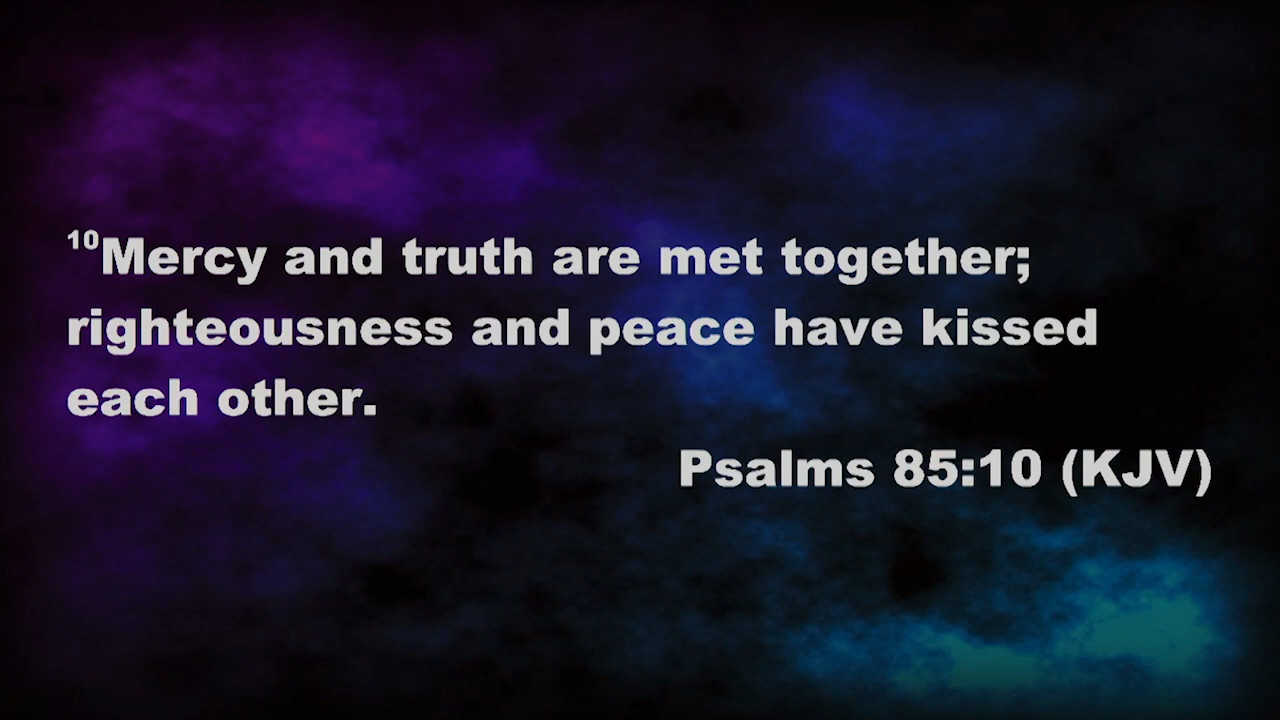 10Mercy and truth are met together;
righteousness and peace have kissed
each other.
Psalms 85:10 (KJV)